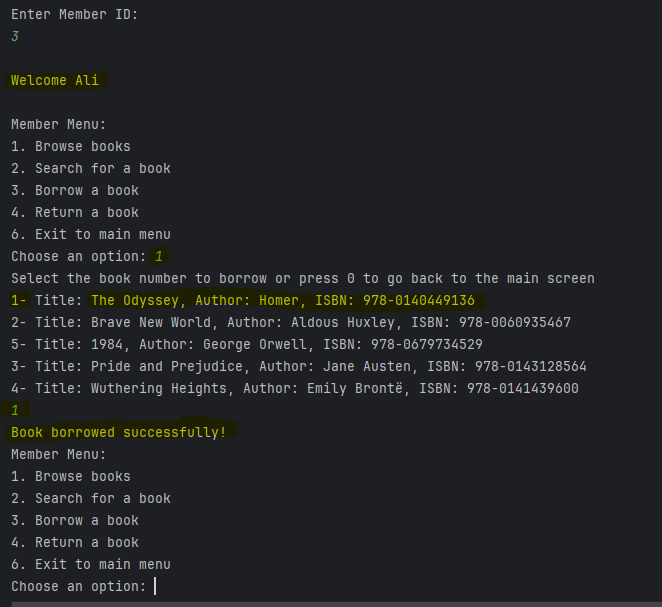 Enter Member ID:
3
Welcome Ali
Member Menu:
1. Browse books
2. Search for a book
3. Borrow a book
4. Return a book
6. Exit to main menu
Choose an option: 1
Select the book number to borrow or press 0 to go back to the main screen
1- Title: The Odyssey, Author: Homer, ISBN: 978-0140449136
2- Title: Brave New World, Author: Aldous Huxley, ISBN: 978-0060935467
5- Title: 1984, Author: George Orwell, ISBN: 978-0679734529
3- Title: Pride and Prejudice, Author: Jane Austen, ISBN: 978-0143128564
4- Title: Wuthering Heights, Author: Emily Brontë, ISBN: 978-0141439600
1
Book borrowed successfully!
Member Menu:
1. Browse books
2. Search for a book
3. Borrow a book
4. Return a book
6. Exit to main menu
Choose an option: